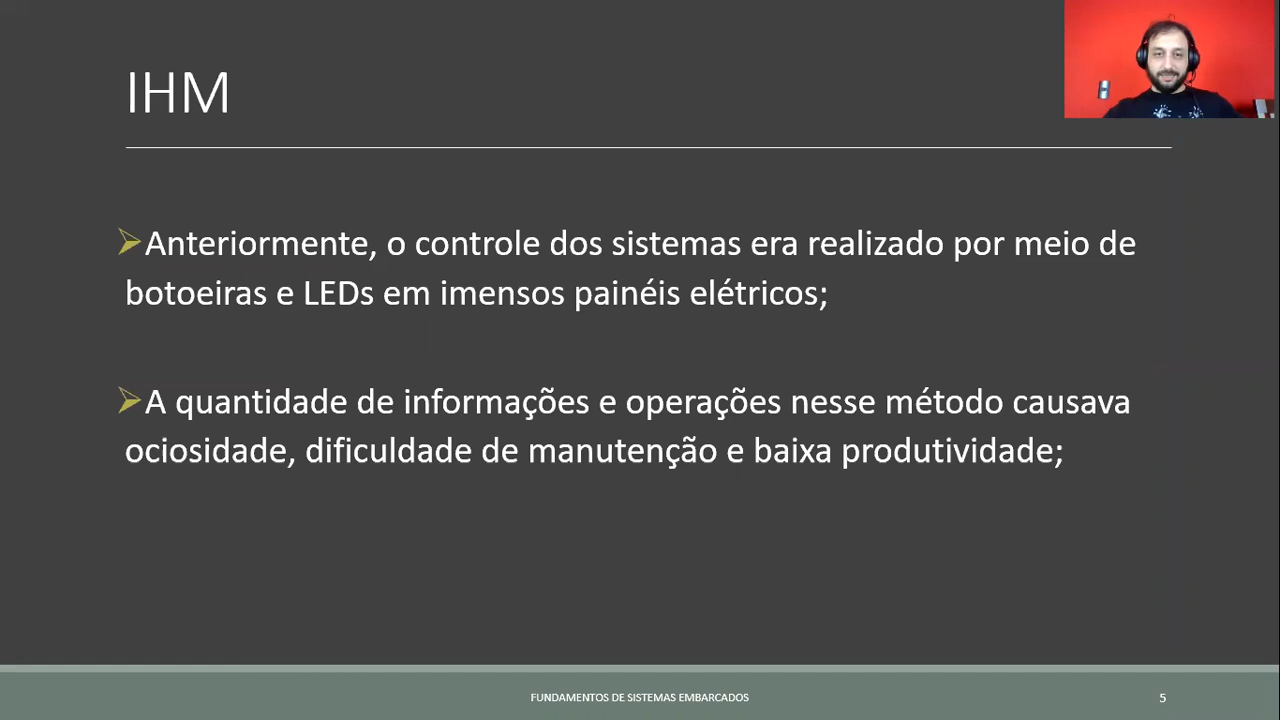 IHM
Anteriormente, o controle dos sistemas era realizado por meio de
botoeiras e LEDs em imensos painéis elétricos;
A quantidade de informações e operações nesse método causava
ociosidade, dificuldade de manutenção e baixa produtividade;
FUNDAMENTOS DE SISTEMAS EMBARCADOS
5